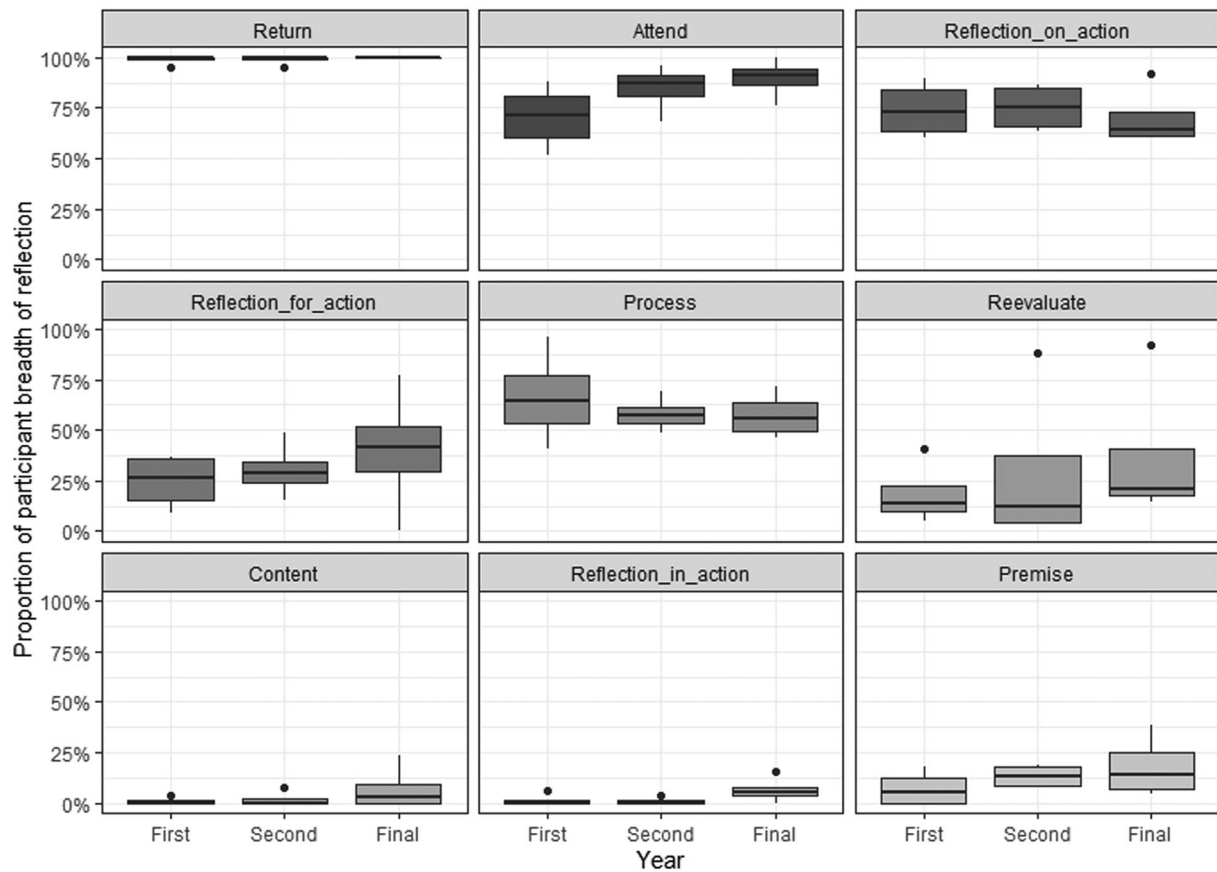 Return
Attend
Reflection_on_action
100%
75%
50%
25%
0%
Reflection_for_action
Process
Reevaluate
100%
75%
50%
25%
0%
Content
Reflection_in_action
Premise
100%
75%
50%
25%
0%
First Second Final
First Second Final
First Second Final
Year
Proportion of participant breadth of reflection